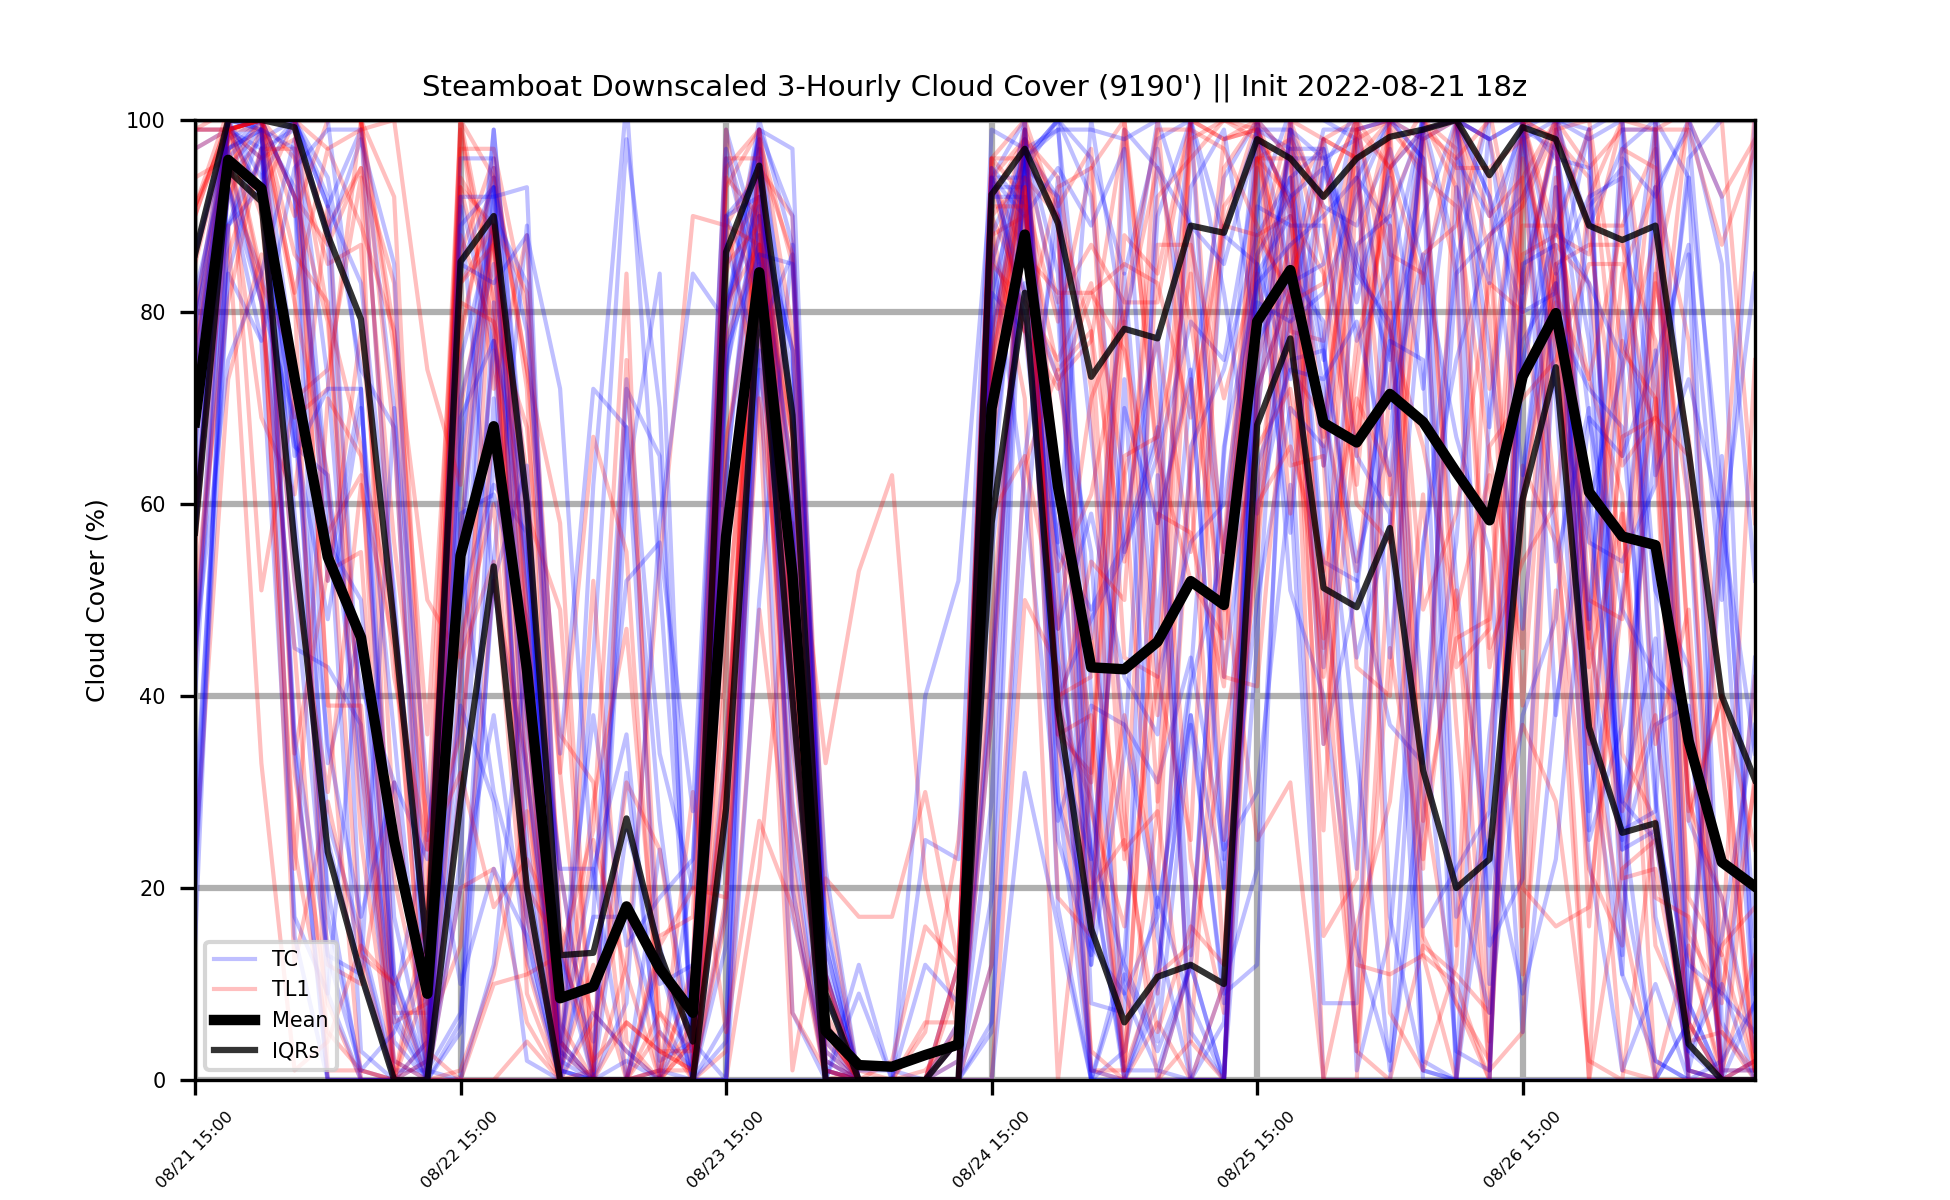 Steamboat Downscaled 3-Hourly Cloud Cover (9190') || Init 2022-08-21 18z
Cloud Cover (%)
100
80
60
40
20
0
TC
TL1
Mean
IQRs
08/21 15:00
08/22 15:00
08/23 15:00
08/24 15:00
08/25 15:00
08/26 15:00